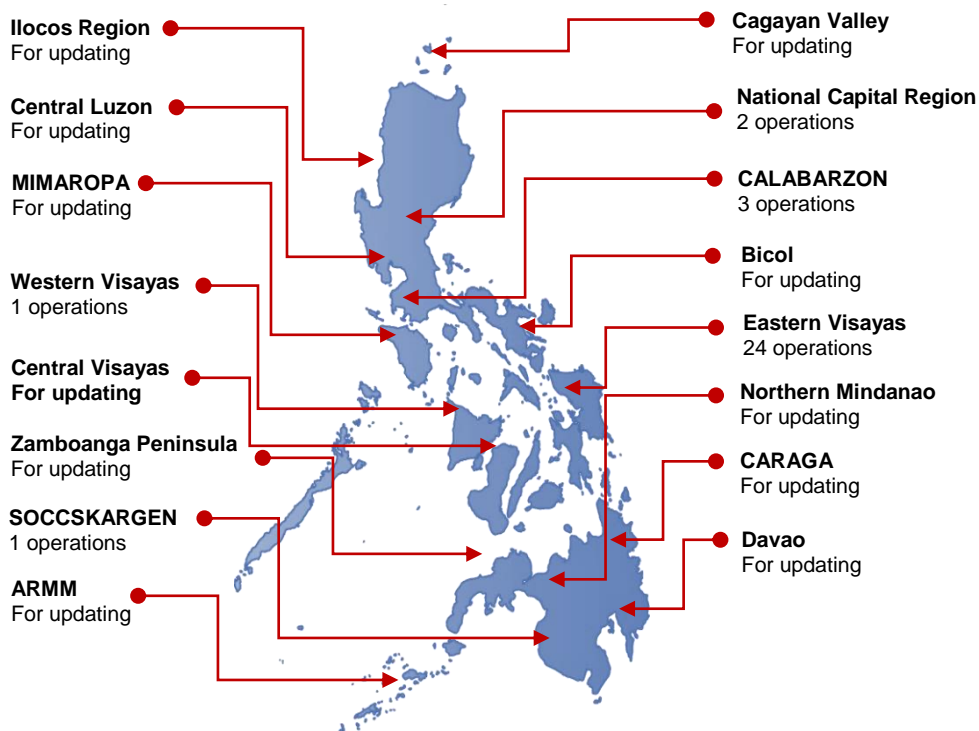 Ilocos Region
For updating
Central Luzon
For updating
MIMAROPA
For updating
Western Visayas
1 operations
Central Visayas
For updating
Zamboanga Peninsula
For updating
SOCCSKARGEN
1 operations
ARMM
For updating
Cagayan Valley
For updating
National Capital Region
2 operations
CALABARZON
3 operations
Bicol
For updating
Eastern Visayas
24 operations
Northern Mindanao
For updating
CARAGA
For updating
Davao
For updating